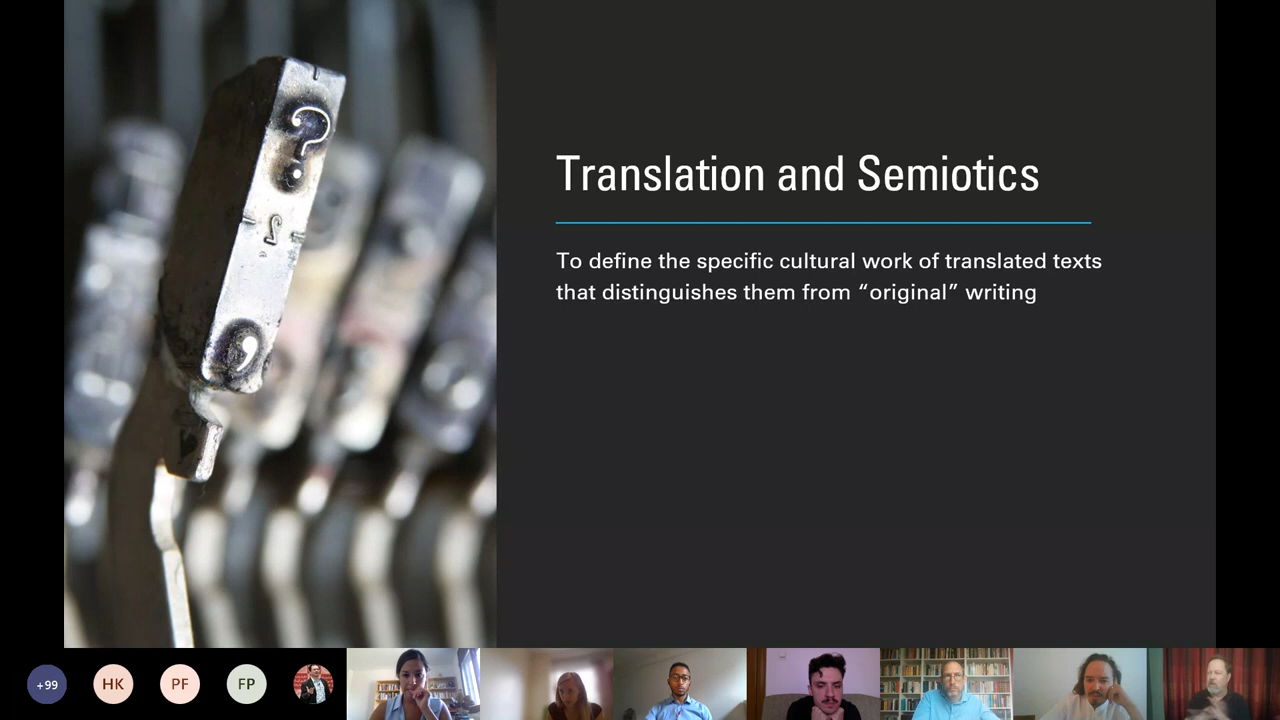 ?
2
,
Translation and Semiotics
To define the specific cultural work of translated texts
that distinguishes them from “original” writing
+99
HK
PF
FP